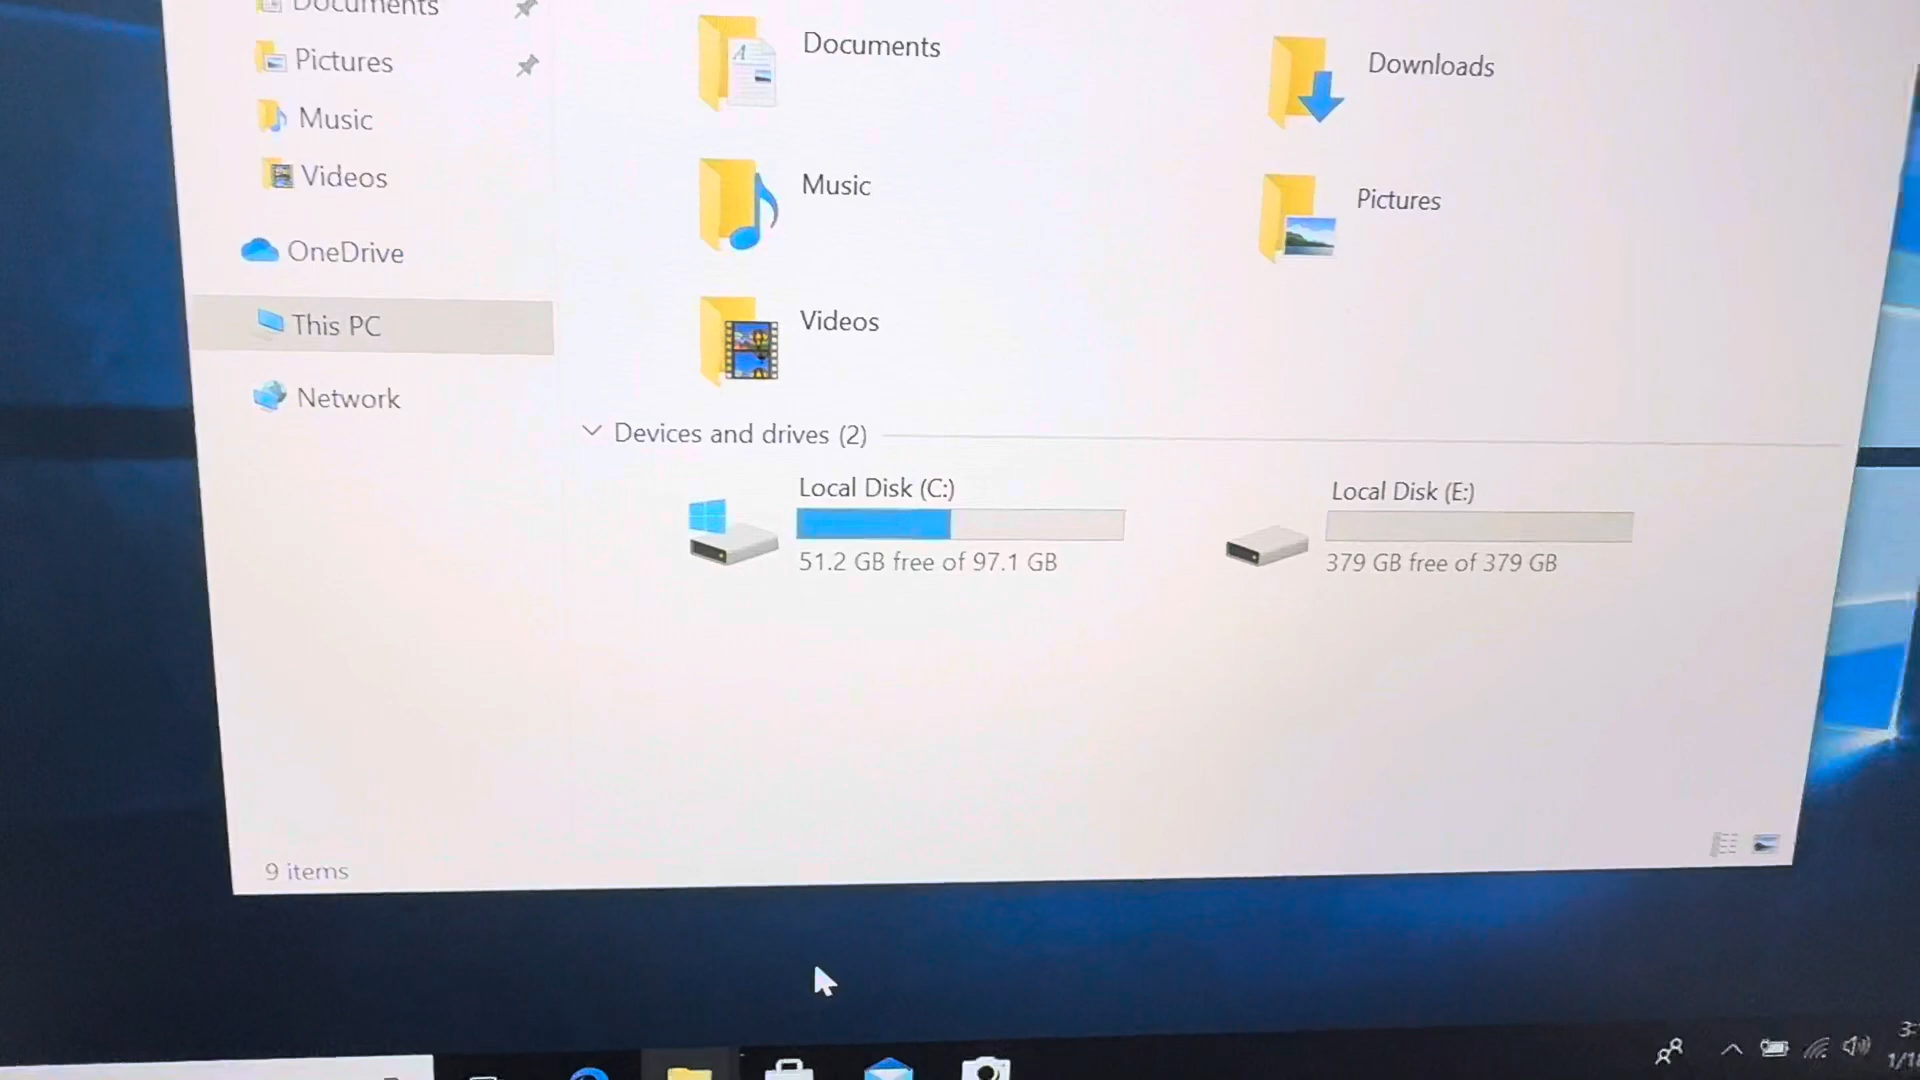 Documents
Pictures
Music
Videos
OneDrive
This PC
Network
Documents
Downloads
Music
Pictures
Videos
Devices and drives (2)
Local Disk (C:)
51.2 GB free of 97.1 GB
Local Disk (E:)
379 GB free of 379 GB
9 items